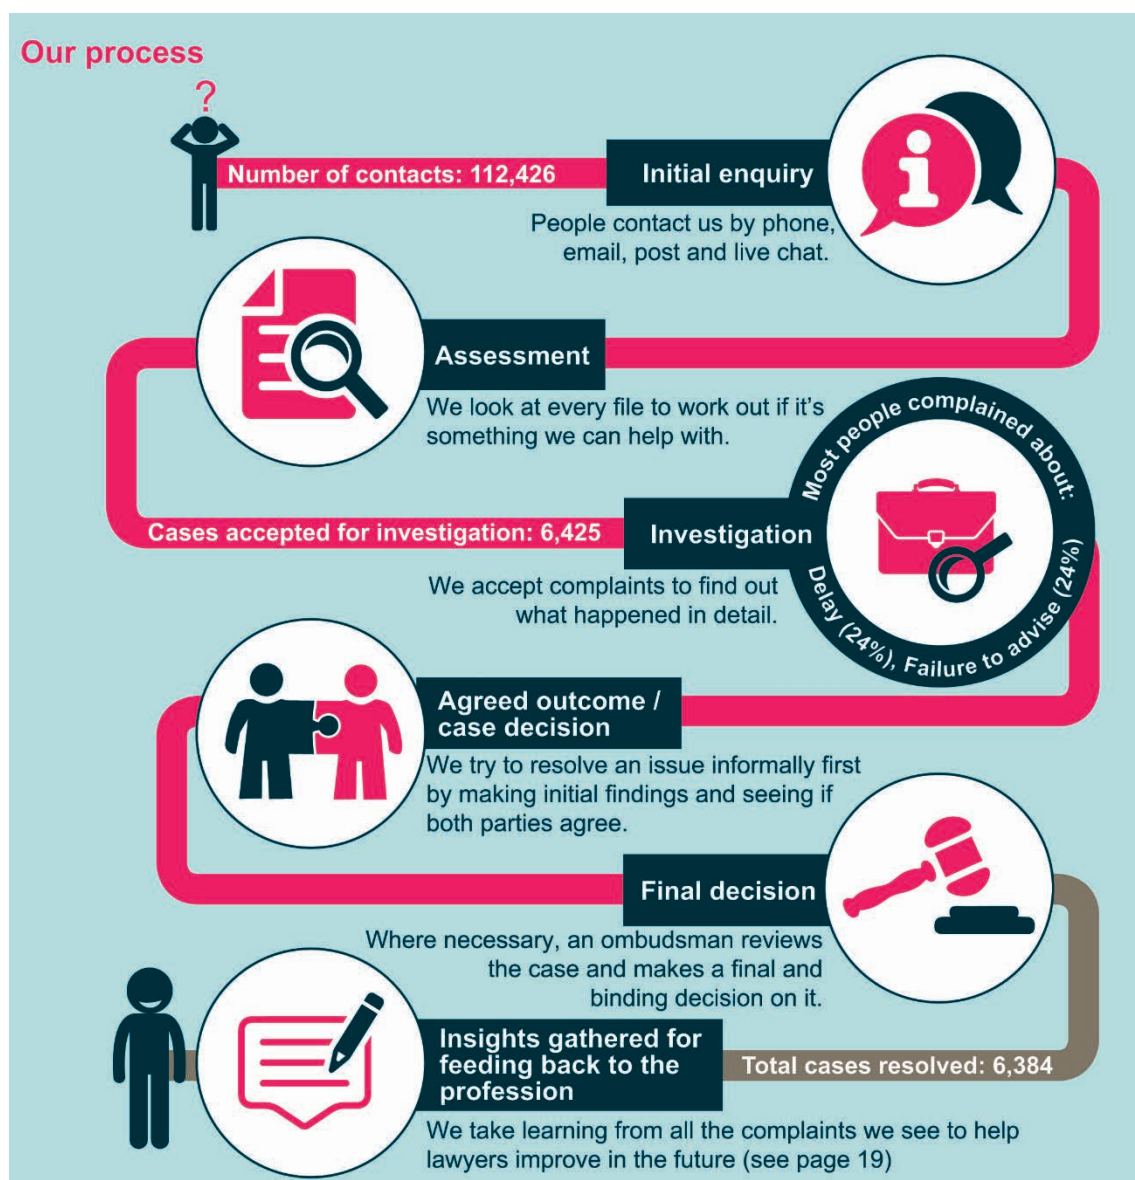 Our process
?
Number of contacts: 112,426
Initial enquiry
i
People contact us by phone,
email, post and live chat.
Assessment
We look at every file to work out if it's
something we can help with.
Most people complained about:
Delay (24%), Failure to advise (24%)
Cases accepted for investigation: 6,425
Investigation
We accept complaints to find out
what happened in detail.
Agreed outcome /
case decision
We try to resolve an issue informally first
by making initial findings and seeing if
both parties agree.
Final decision
Where necessary, an ombudsman reviews
the case and makes a final and
binding decision on it.
Insights gathered for
feeding back to the
profession
Total cases resolved: 6,384
We take learning from all the complaints we see to help
lawyers improve in the future (see page 19)